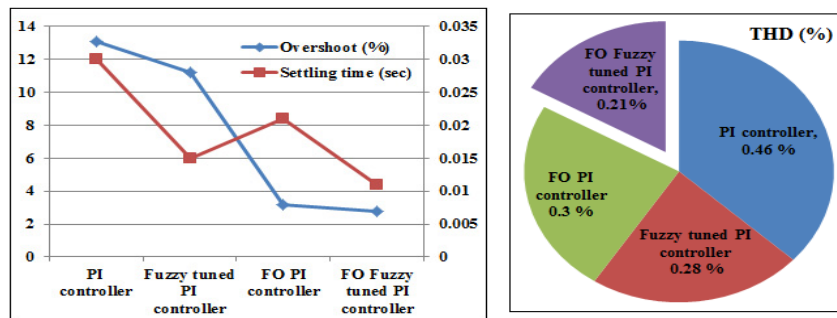 14
12
10
8
6
4
2
0
0.035
0.03
0.025
0.02
0.015
0.01
0.005
0
Overshoot (%)
Settling time (sec)
PI
controller
Fuzzy tuned
PI
controller
FO PI
controller
FO Fuzzy
tuned PI
controller
THD (%)
FO Fuzzy
tuned PI
controller,
0.21%
PI controller,
0.46 %
FO PI
controller
0.3 %
Fuzzy tuned PI
controller
0.28 %